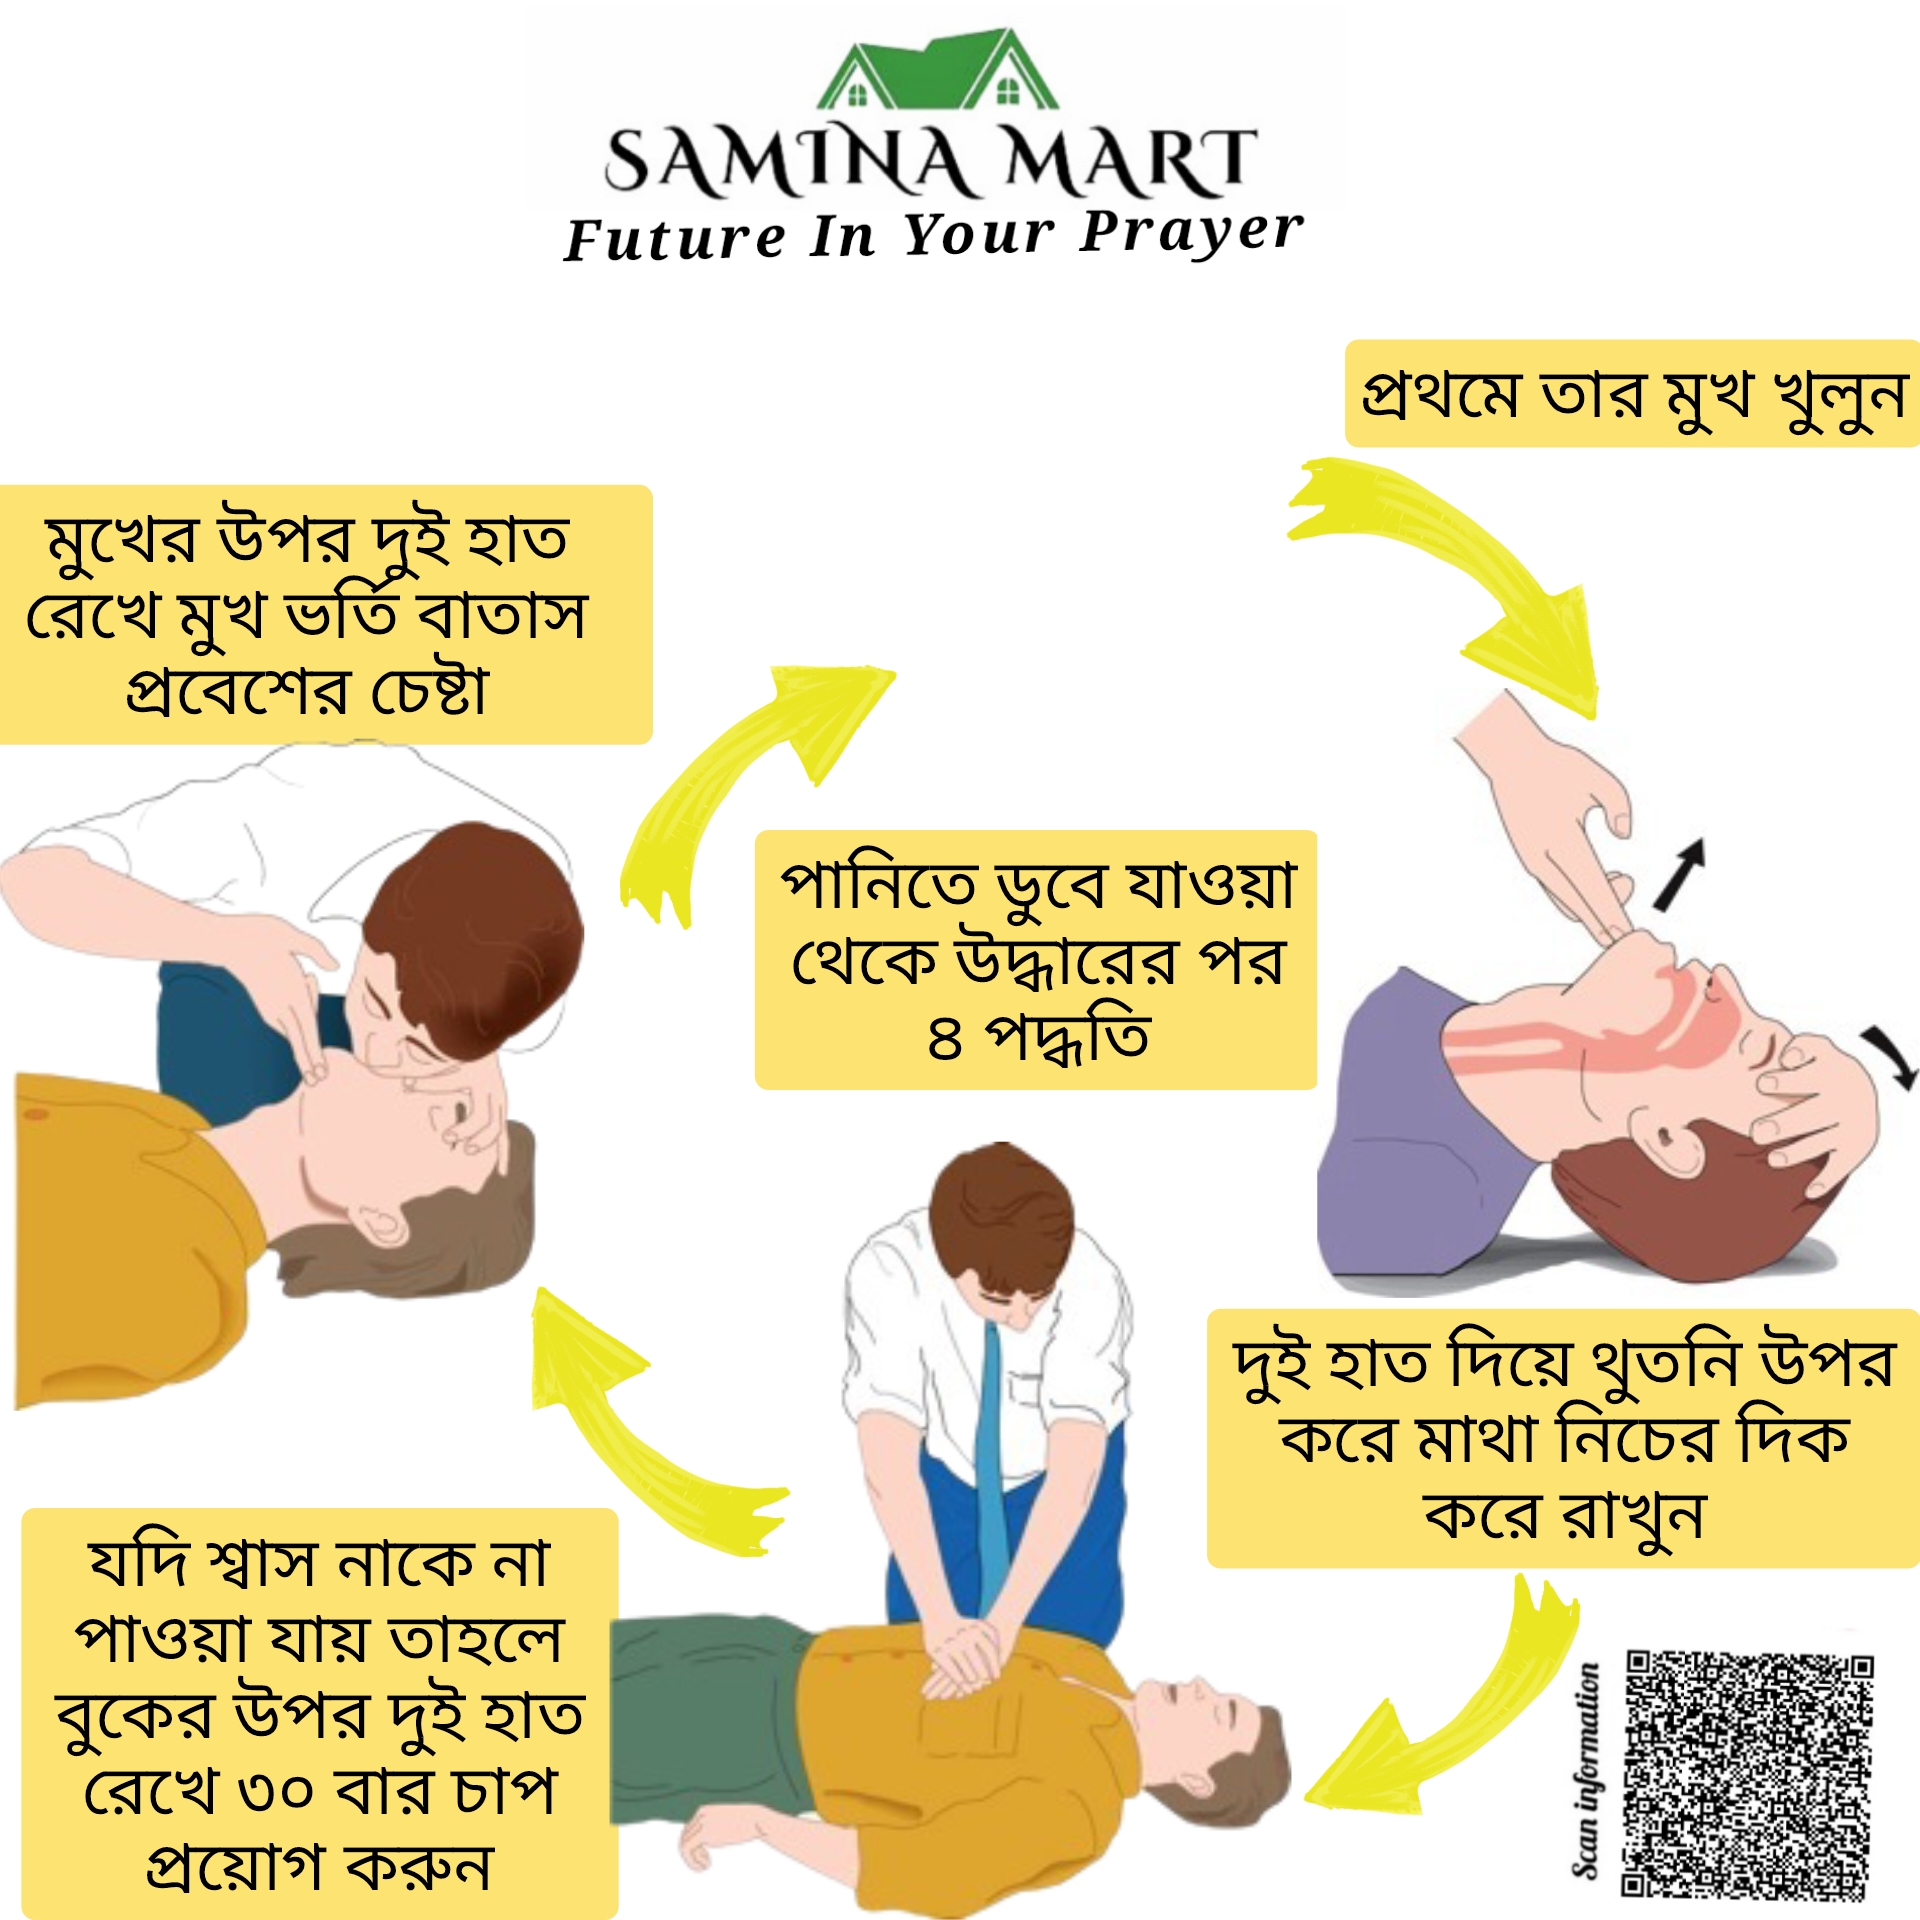 SAMINA MART
Future In Your Prayer
প্রথমে তার মুখ খুলুন
মুখের উপর দুই হাত
রেখে মুখ ভর্তি বাতাস
প্রবেশের চেষ্টা
পানিতে ডুবে যাওয়া
থেকে উদ্ধারের পর
৪ পদ্ধতি
দুই হাত দিয়ে থুতনি উপর
করে মাথা নিচের দিক
করে রাখুন
যদি শ্বাস নাকে না
পাওয়া যায় তাহলে
বুকের উপর দুই হাত
রেখে ৩০ বার চাপ
প্রয়োগ করুন
Scan information